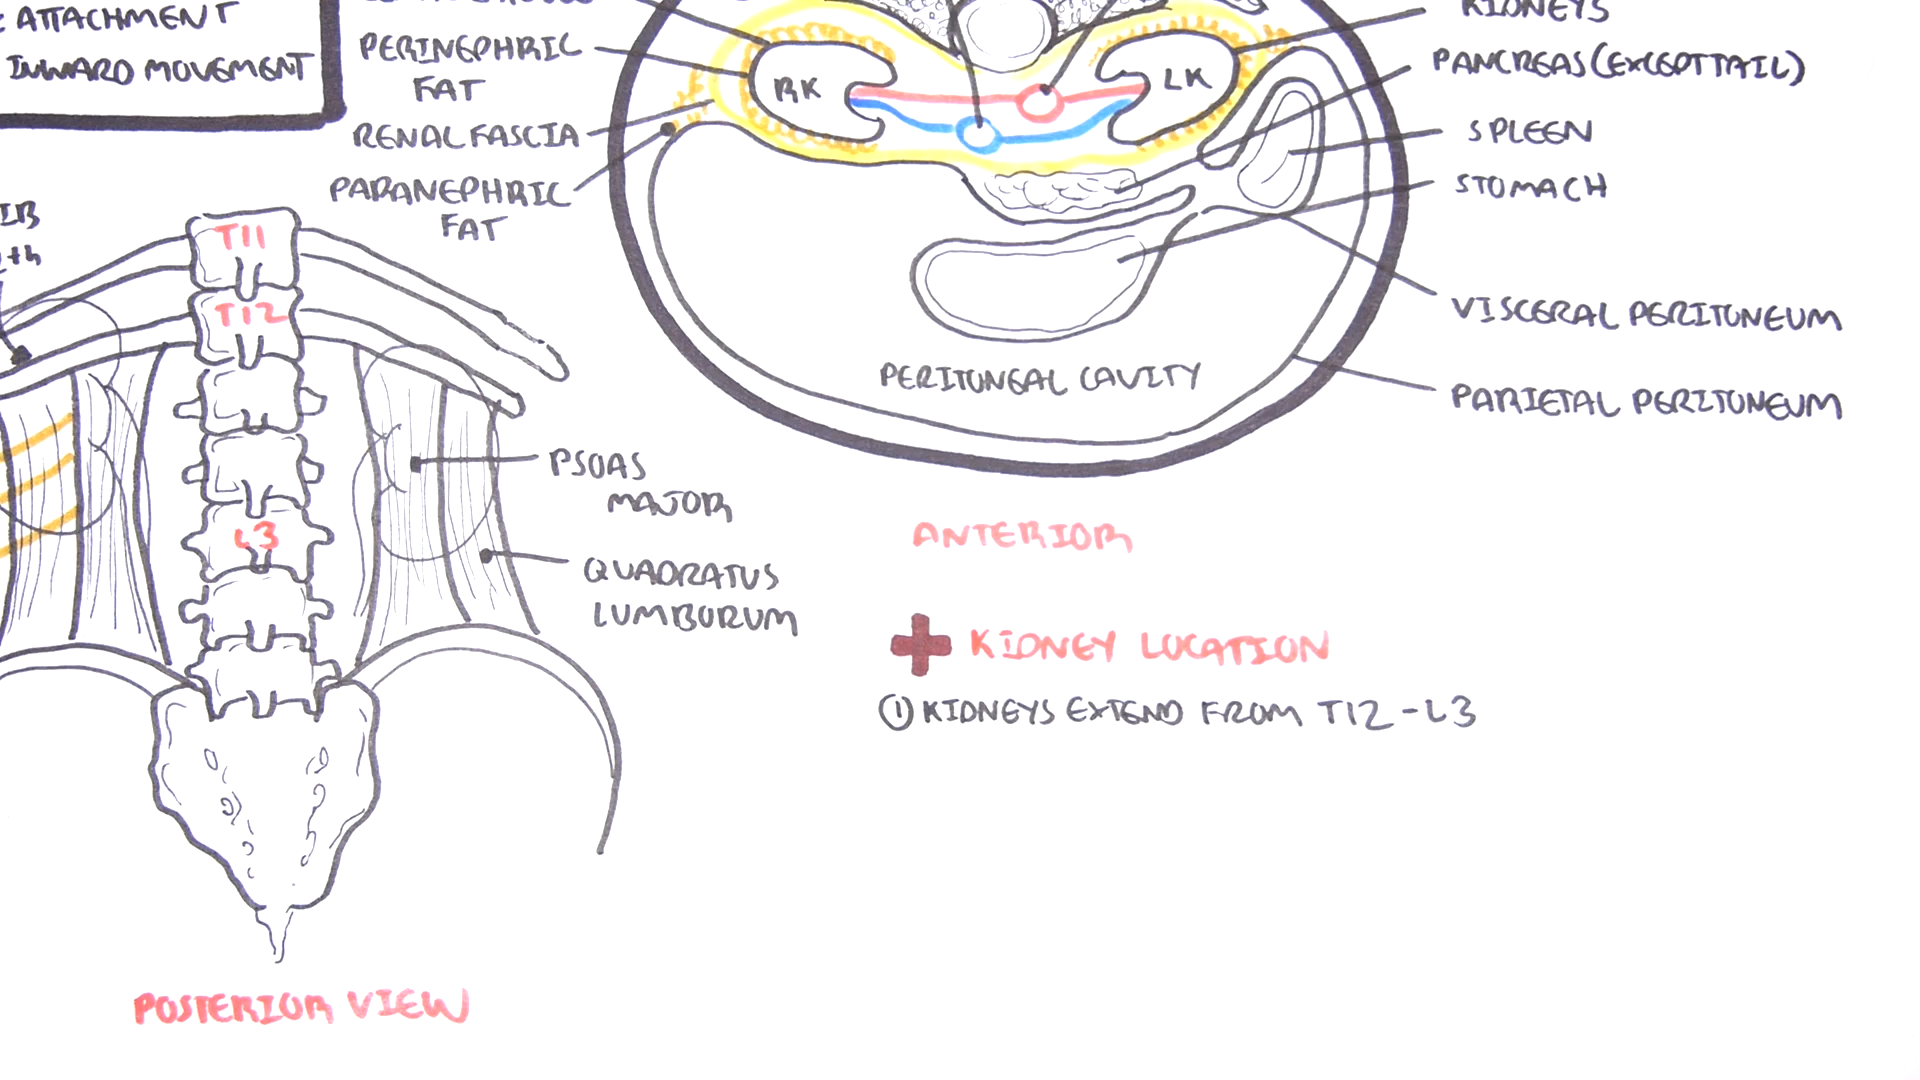 ATTACHMENT
INWARD MOVEMENT
PERINEPHRIC
FAT
RENAL FASCIA
PARANEPHRIC
FAT
RK
LK
KIDNEYS
PANCREAS (EXCEPT TAIL)
SPLEEN
STOMACH
VISCERAL PERITONEUM
PARIETAL PERITONEUM
PERITONEAL CAVITY
ANTERIOR
T11
T12
L3
PSOAS
MAJOR
QUADRATUS
LUMBORUM
POSTERIOR VIEW
KIDNEY LOCATION
① KIDNEYS EXTEND FROM T12 - L3